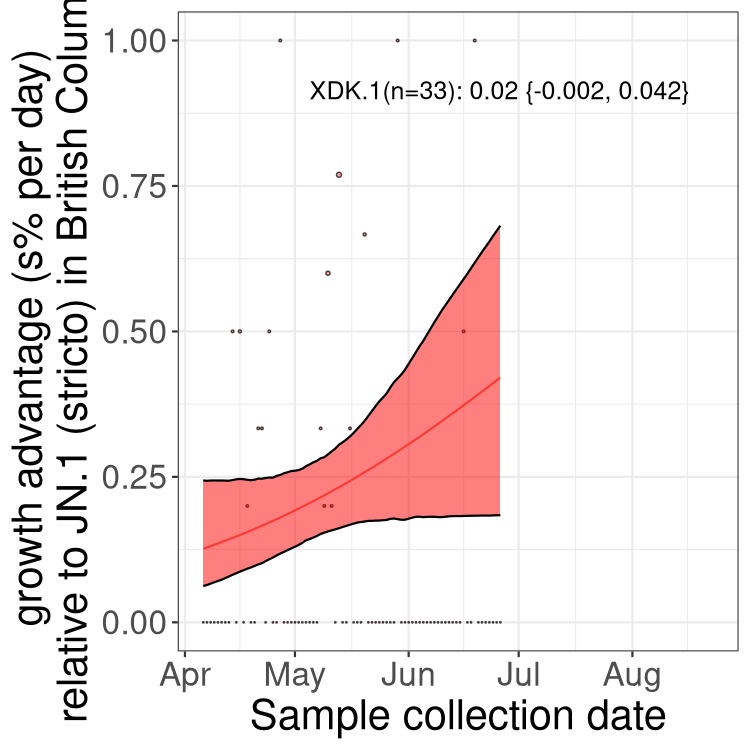 growth advantage (s% per day)
relative to JN.1 (stricto) in British Colum
1.00
0.75
0.50
0.25
0.00
XDK.1(n=33): 0.02 {-0.002, 0.042}
Apr May Jun Jul Aug
Sample collection date